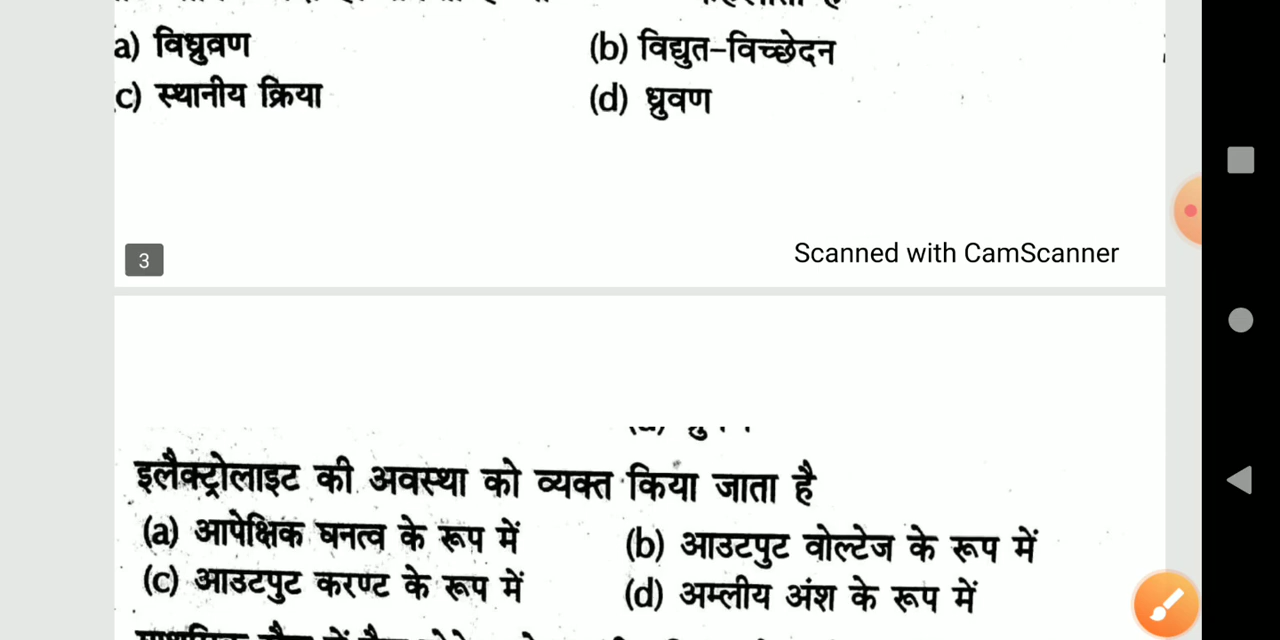 a) विध्रुवण (b) विद्युत-विच्छेदन
c) स्थानीय क्रिया (d) ध्रुवण
3
Scanned with CamScanner
इलैक्ट्रोलाइट की अवस्था को व्यक्त किया जाता है
(a) आपेक्षिक घनत्व के रूप में (b) आउटपुट वोल्टेज के रूप में
(c) आउटपुट करण्ट के रूप में (d) अम्लीय अंश के रूप में